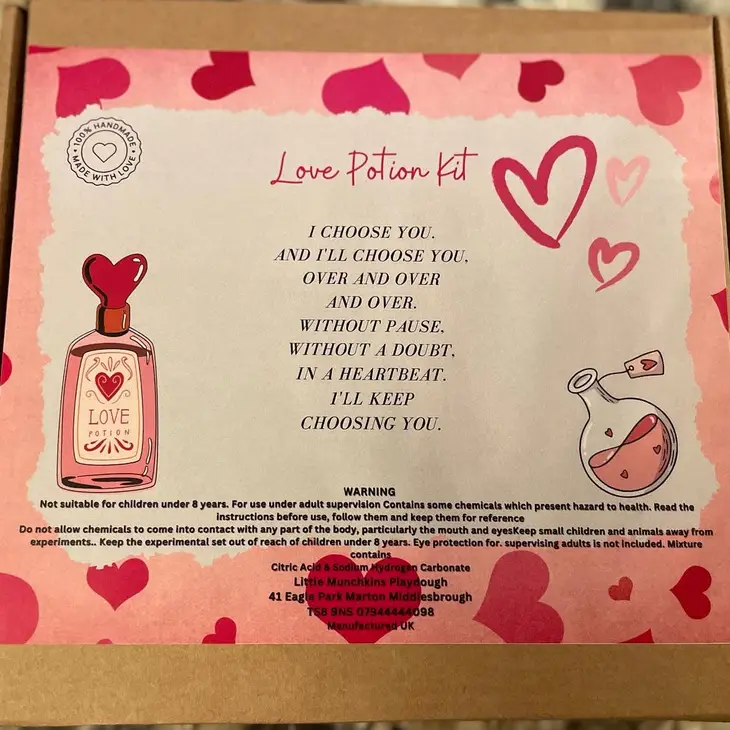 100% HANDMADE
MADE WITH LOVE
Love Potion Kit
I CHOOSE YOU.
AND I'LL CHOOSE YOU,
OVER AND OVER
AND OVER.
WITHOUT PAUSE,
WITHOUT A DOUBT,
IN A HEARTBEAT.
I'LL KEEP
CHOOSING YOU.
LOVE
POTION
WARNING
Not suitable for children under 8 years. For use under adult supervision Contains some chemicals which present hazard to health. Read the
instructions before use, follow them and keep them for reference
Do not allow chemicals to come into contact with any part of the body, particularly the mouth and eyesKeep small children and animals away from
experiments.. Keep the experimental set out of reach of children under 8 years. Eye protection for. supervising adults is not included. Mixture
contains
Citric Acid & Sodium Hydrogen Carbonate
Little Munchkins Playdough
41 Eagle Park Marton Middlesbrough
TS8 9NS 07944444098
Manufactured UK